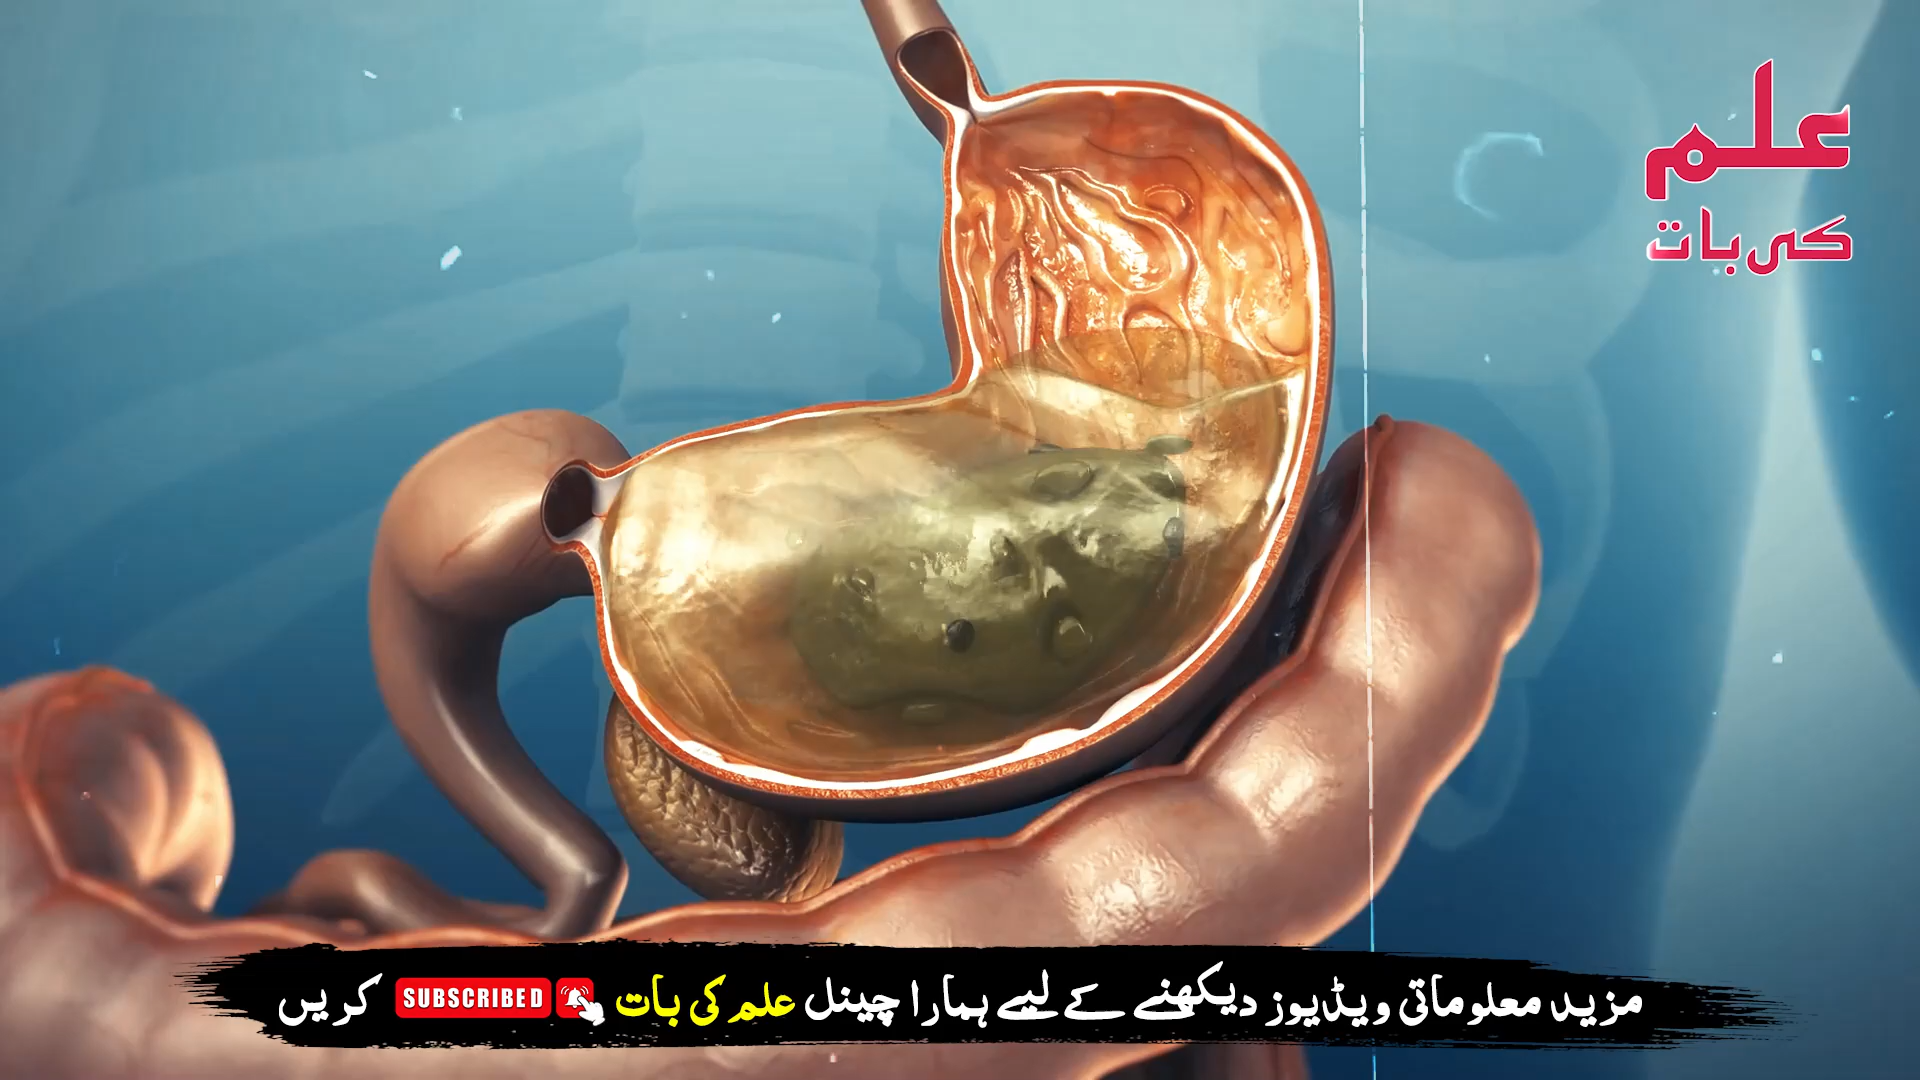 علم
کی بات
مزید معلوماتی ویڈیوز دیکھنے کے لیے ہمارا چینل علم کی بات SUBSCRIBED کریں